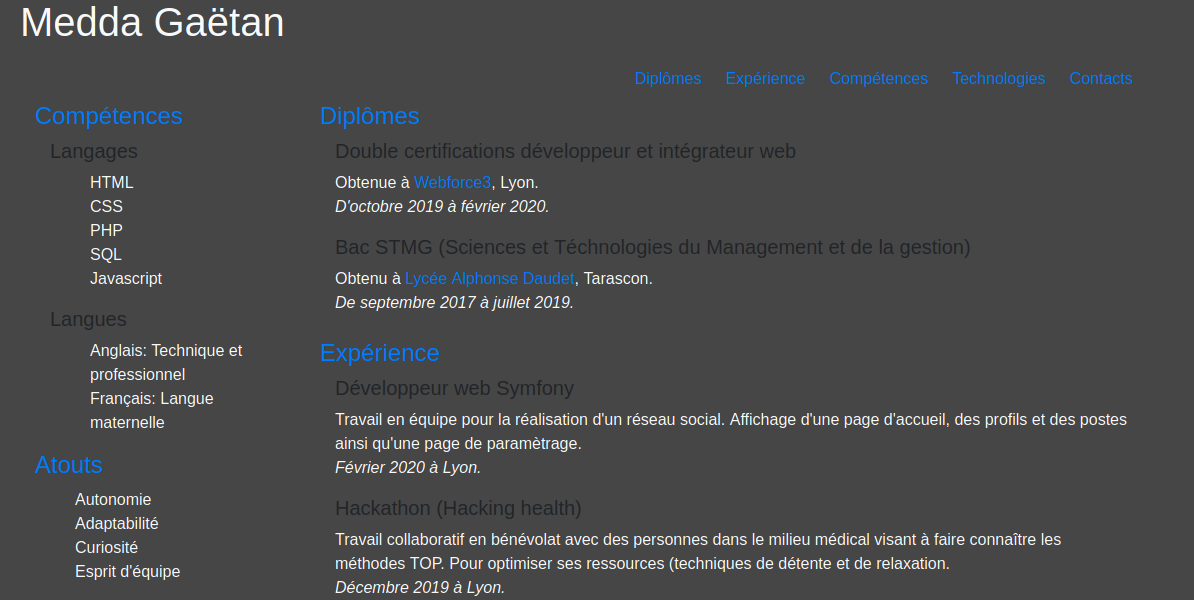 Medda Gaëtan
Diplômes Expérience Compétences Technologies Contacts
Compétences
Langages
HTML
CSS
PHP
SQL
Javascript
Langues
Anglais: Technique et
professionnel
Français: Langue
maternelle
Atouts
Autonomie
Adaptabilité
Curiosité
Esprit d'équipe
Diplômes
Double certifications développeur et intégrateur web
Obtenue à Webforce3, Lyon.
D'octobre 2019 à février 2020.
Bac STMG (Sciences et Téchnologies du Management et de la gestion)
Obtenu à Lycée Alphonse Daudet, Tarascon.
De septembre 2017 à juillet 2019.
Expérience
Développeur web Symfony
Travail en équipe pour la réalisation d'un réseau social. Affichage d'une page d'accueil, des profils et des postes
ainsi qu'une page de paramètrage.
Février 2020 à Lyon.
Hackathon (Hacking health)
Travail collaboratif en bénévolat avec des personnes dans le milieu médical visant à faire connaître les
méthodes TOP. Pour optimiser ses ressources (techniques de détente et de relaxation.
Décembre 2019 à Lyon.